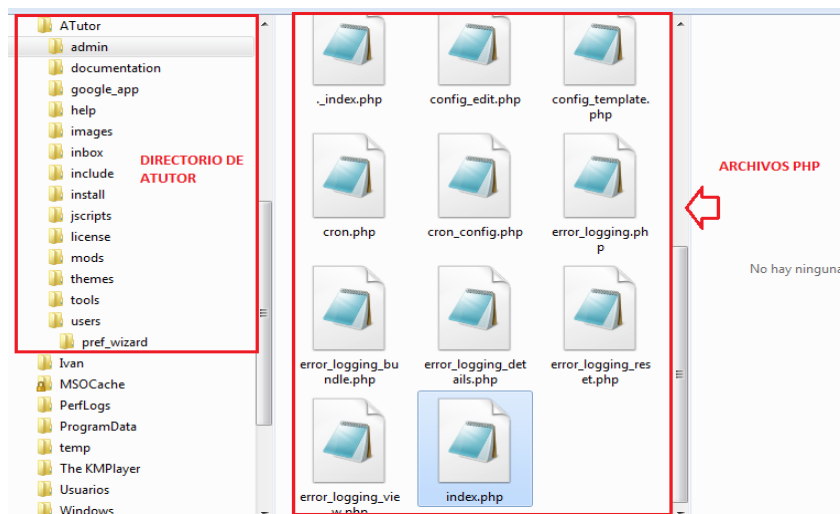 ATutor
admin
documentation
google_app
help
images
inbox
include
install
jscripts
license
mods
themes
tools
users
pref_wizard
Ivan
MSOCache
PerfLogs
ProgramData
temp
The KMPlayer
Usuarios
Windows
DIRECTORIO DE
ATUTOR
._index.php
config_edit.php
config_template.
php
cron.php
cron_config.php
error_logging.ph
p
error_logging_bu
ndle.php
error_logging_det
ails.php
error_logging_res
et.php
error_logging_vie
w.php
index.php
ARCHIVOS PHP
No hay ninguna